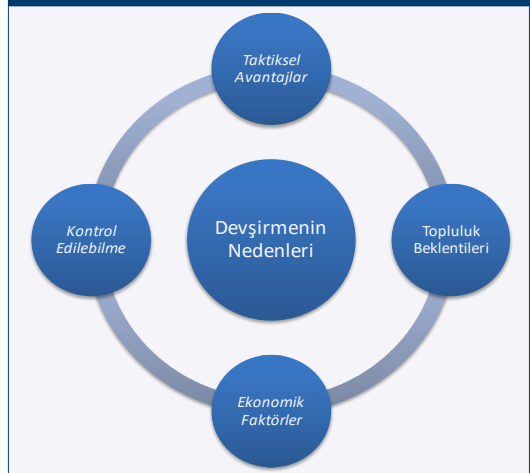 Taktiksel
Avantajlar
Kontrol
Edilebilme
Devşirmenin
Nedenleri
Topluluk
Beklentileri
Ekonomik
Faktörler